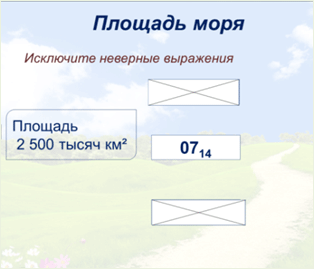 Площадь моря
Исключите неверные выражения
Площадь
2 500 тысяч км²
07₁₄